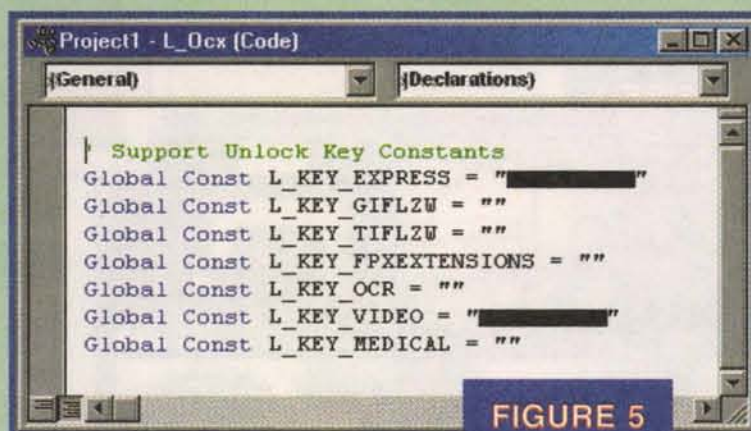 Project1 - L_Ocx (Code)
(General) (Declarations)
' Support Unlock Key Constants
Global Const L_KEY_EXPRESS = ""
Global Const L_KEY_GIFLZW = ""
Global Const L_KEY_TIFLZW = ""
Global Const L_KEY_FPXEXTENSIONS = ""
Global Const L_KEY_OCR = ""
Global Const L_KEY_VIDEO = ""
Global Const L_KEY_MEDICAL = ""
FIGURE 5